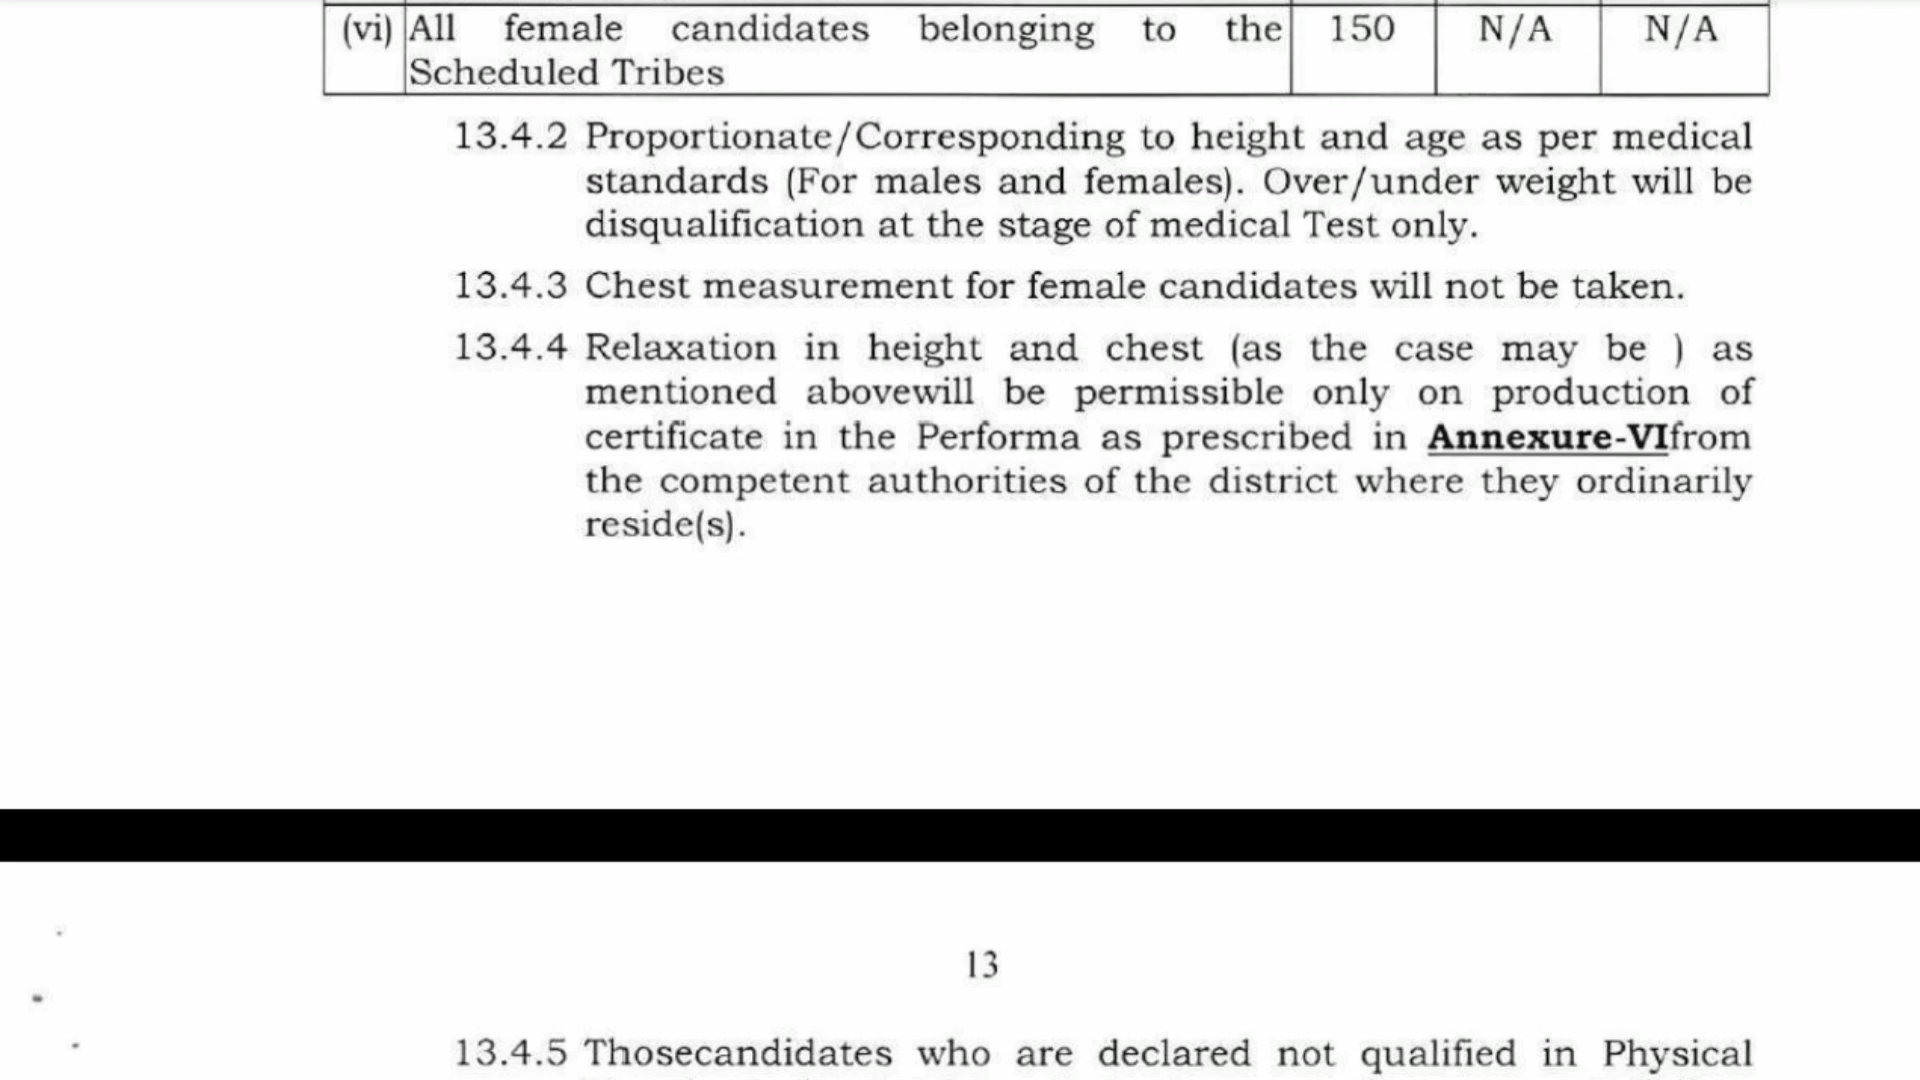 (vi) All female candidates belonging to the 150 N/A N/A
Scheduled Tribes
13.4.2 Proportionate/Corresponding to height and age as per medical
standards (For males and females). Over/under weight will be
disqualification at the stage of medical Test only.
13.4.3 Chest measurement for female candidates will not be taken.
13.4.4 Relaxation in height and chest (as the case may be ) as
mentioned abovewill be permissible only on production of
certificate in the Performa as prescribed in Annexure-VIfrom
the competent authorities of the district where they ordinarily
reside(s).
13
13.4.5 Thosecandidates who are declared not qualified in Physical